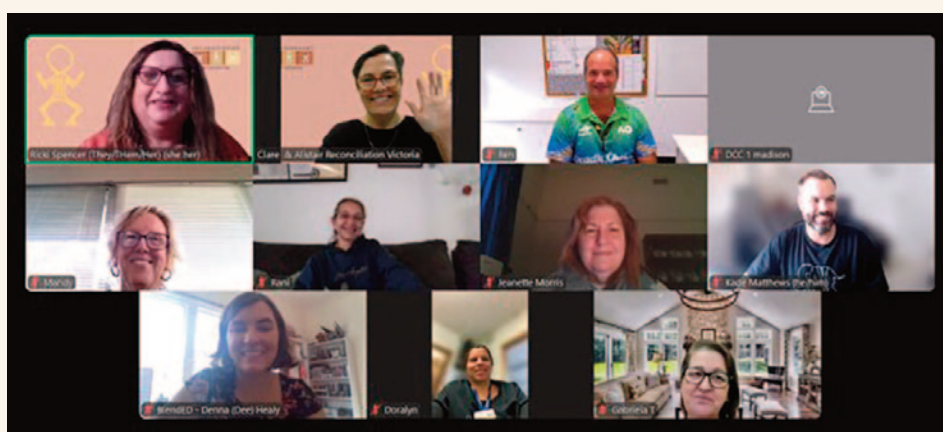 Ricki Spencer (They/THem/Her) (she her)
Clare & Alistair Reconciliation Victoria
DCC 1 madison
Mandy
Rani
Jeanette Morris
Kade Matthews (he/him)
BlendED - Denna (Dee) Healy
Doralyn
Gabriela T